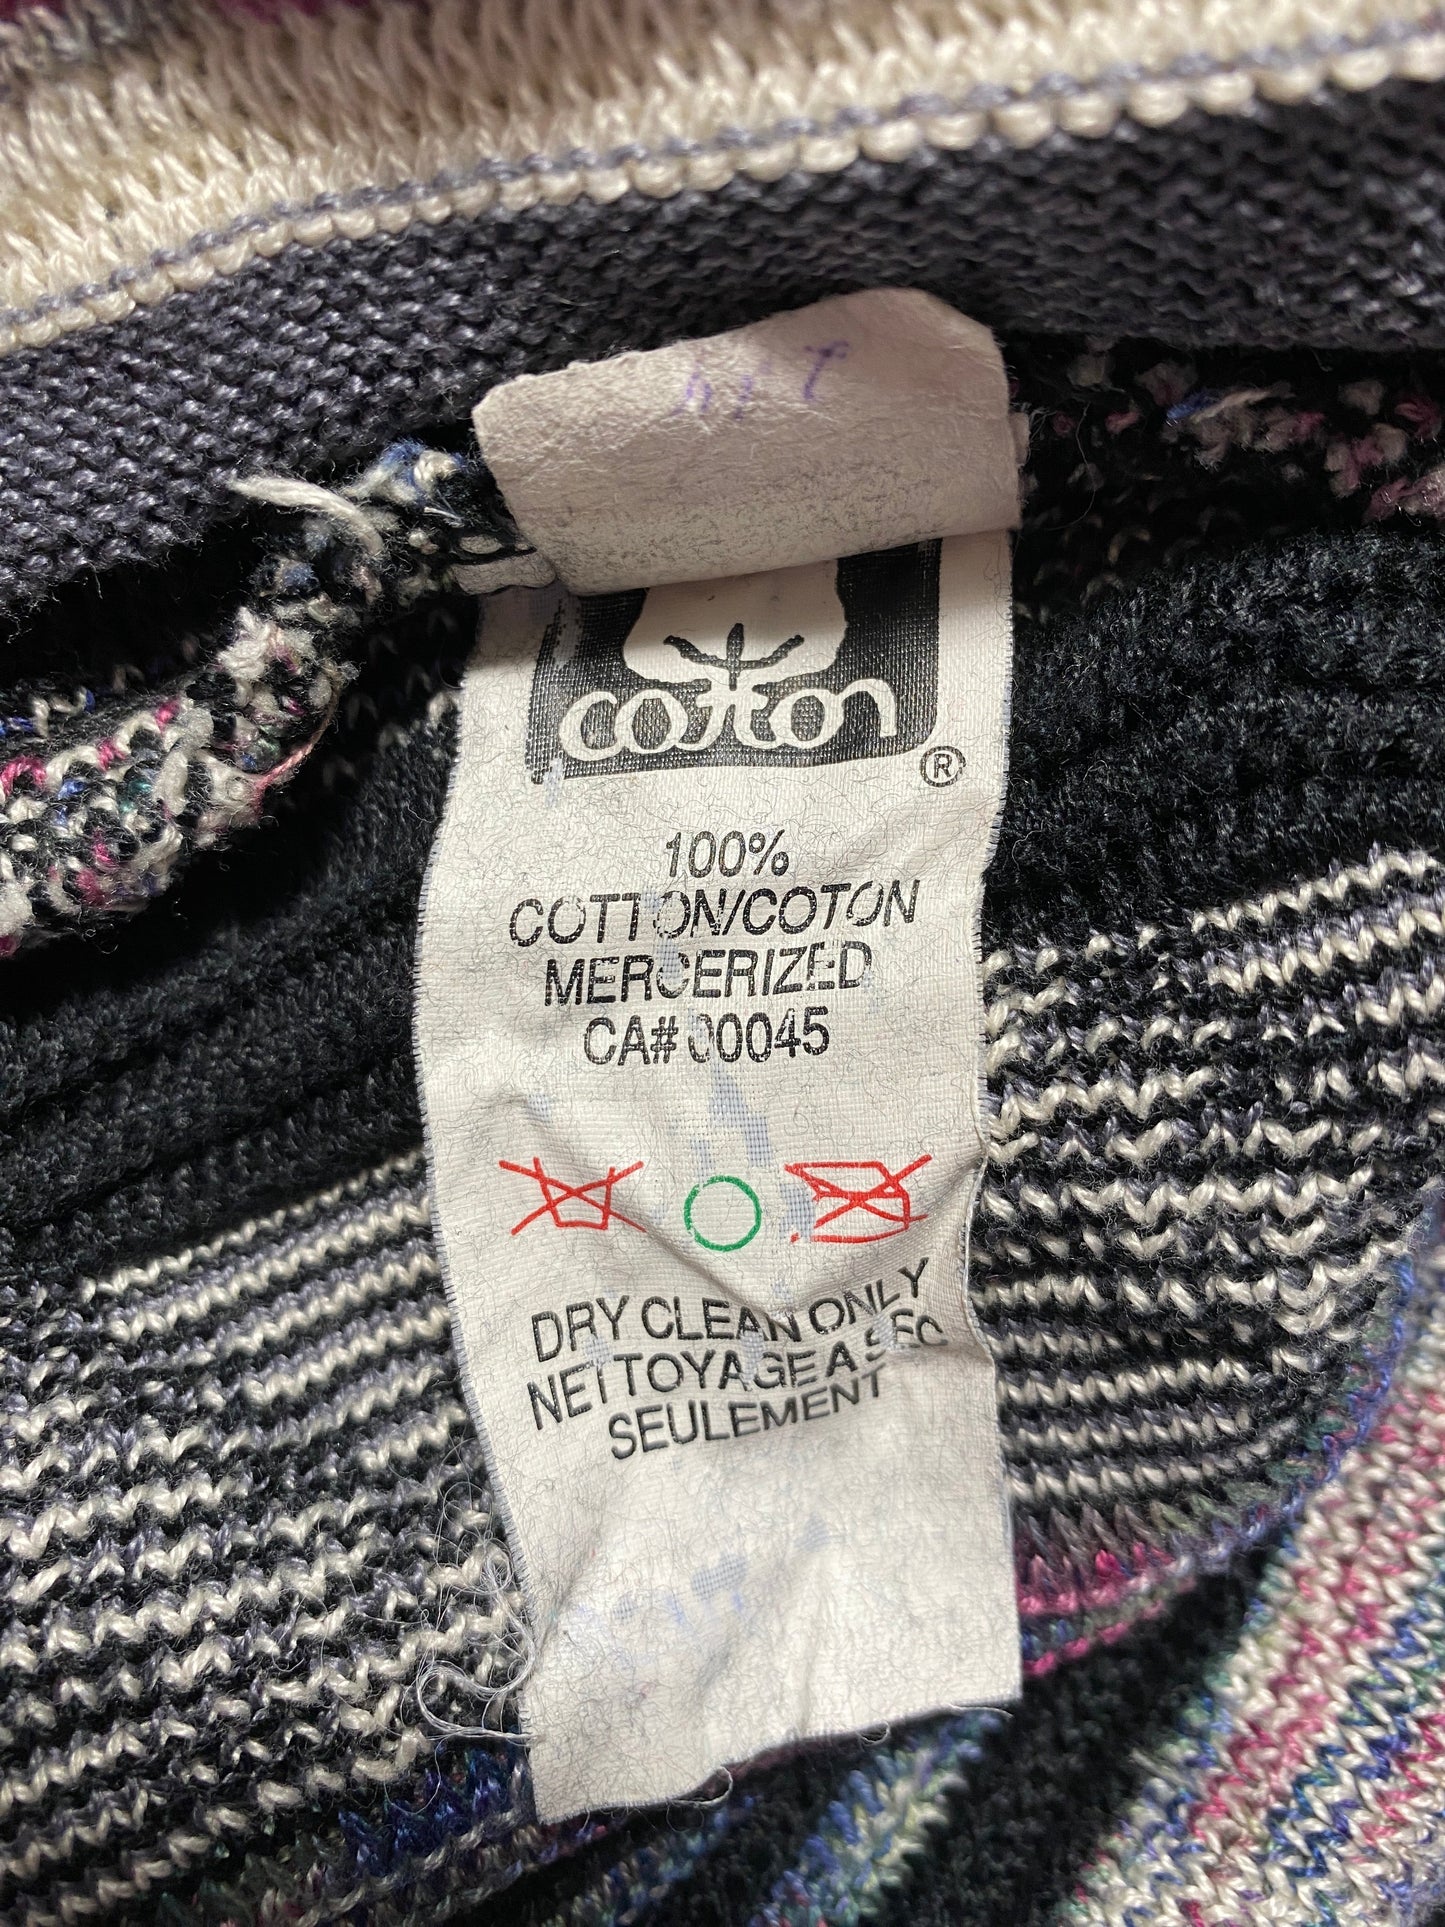 cotton
®
100%
COTTON/COTON
MERCERIZED
CA#00045
DRY CLEAN ONLY
NETTOYAGE A SEC
SEULEMENT